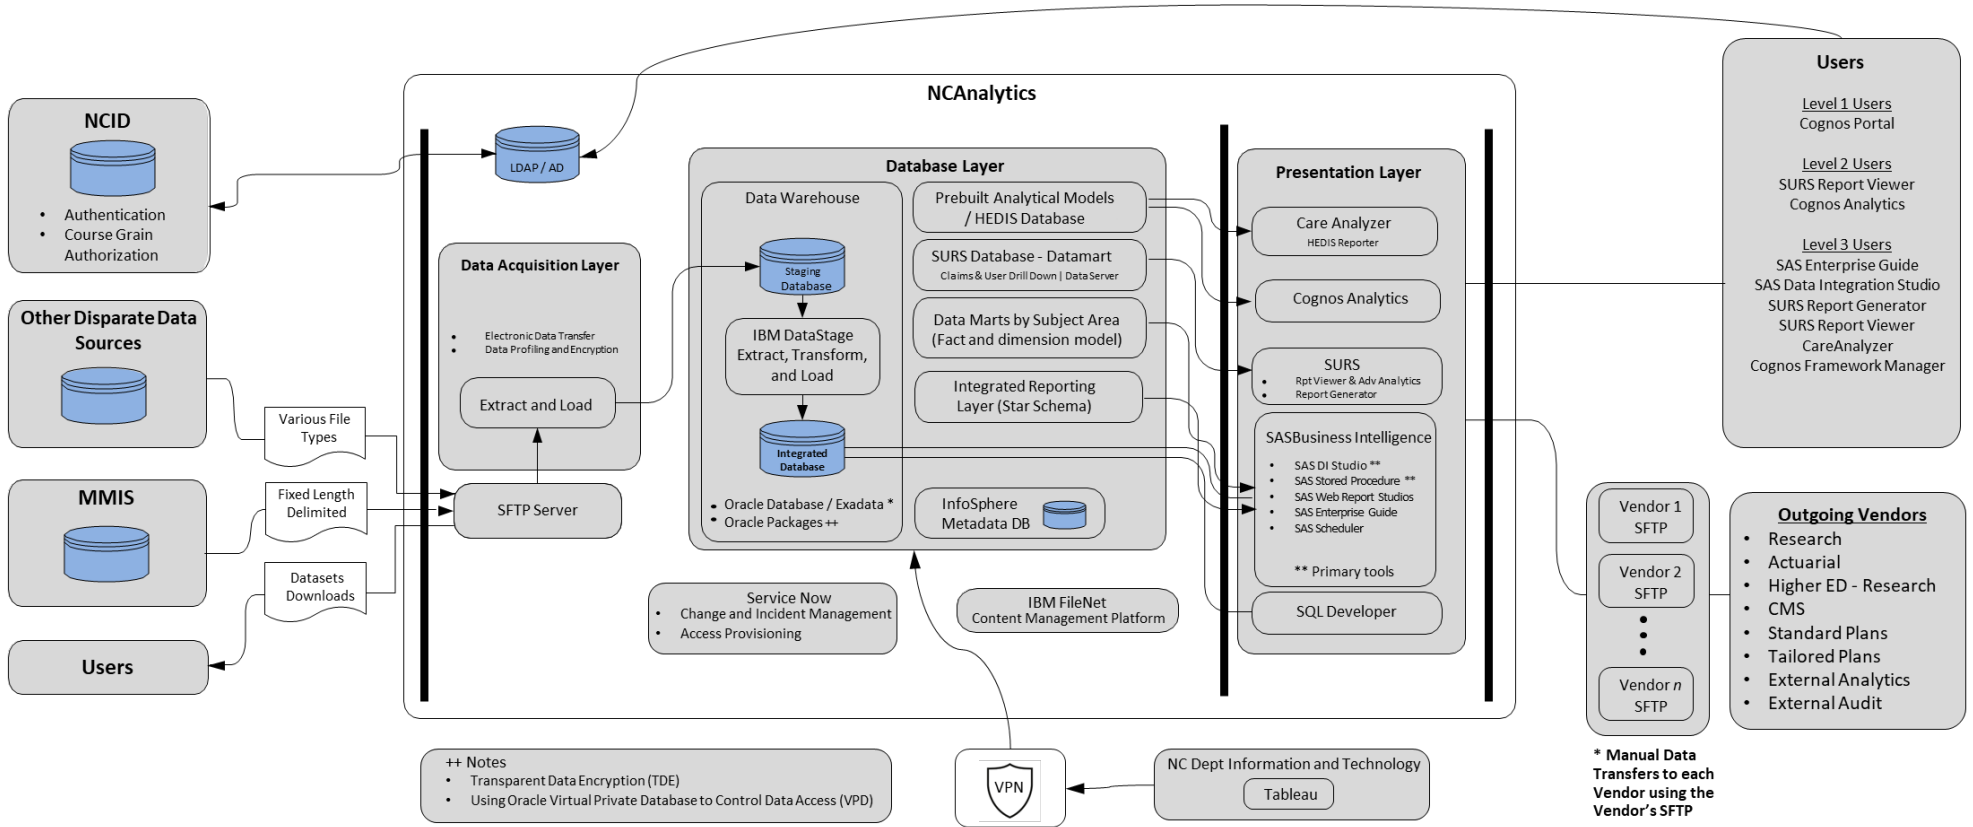 NCAnalytics
NCID
• Authentication
• Course Grain
Authorization
Other Disparate Data
Sources
MMIS
Users
Various File
Types
Fixed Length
Delimited
Datasets
Downloads
LDAP / AD
Data Acquisition Layer
• Electronic Data Transfer
• Data Profiling and Encryption
Extract and Load
SFTP Server
Database Layer
Data Warehouse
Staging
Database
IBM DataStage
Extract, Transform,
and Load
Integrated
Database
• Oracle Database / Exadata *
• Oracle Packages ++
Prebuilt Analytical Models
/ HEDIS Database
SURS Database - Datamart
Claims & User Drill Down | Data Server
Data Marts by Subject Area
(Fact and dimension model)
Integrated Reporting
Layer (Star Schema)
InfoSphere
Metadata DB
Service Now
• Change and Incident Management
• Access Provisioning
IBM FileNet
Content Management Platform
Presentation Layer
Care Analyzer
HEDIS Reporter
Cognos Analytics
SURS
• Rpt Viewer & Adv Analytics
• Report Generator
SASBusiness Intelligence
• SAS DI Studio **
• SAS Stored Procedure **
• SAS Web Report Studios
• SAS Enterprise Guide
• SAS Scheduler
** Primary tools
SQL Developer
Users
Level 1 Users
Cognos Portal
Level 2 Users
SURS Report Viewer
Cognos Analytics
Level 3 Users
SAS Enterprise Guide
SAS Data Integration Studio
SURS Report Generator
SURS Report Viewer
CareAnalyzer
Cognos Framework Manager
Vendor 1
SFTP
Vendor 2
SFTP
Vendor n
SFTP
* Manual Data
Transfers to each
Vendor using the
Vendor's SFTP
Outgoing Vendors
• Research
• Actuarial
• Higher ED - Research
• CMS
• Standard Plans
• Tailored Plans
• External Analytics
• External Audit
++ Notes
• Transparent Data Encryption (TDE)
• Using Oracle Virtual Private Database to Control Data Access (VPD)
VPN
NC Dept Information and Technology
Tableau